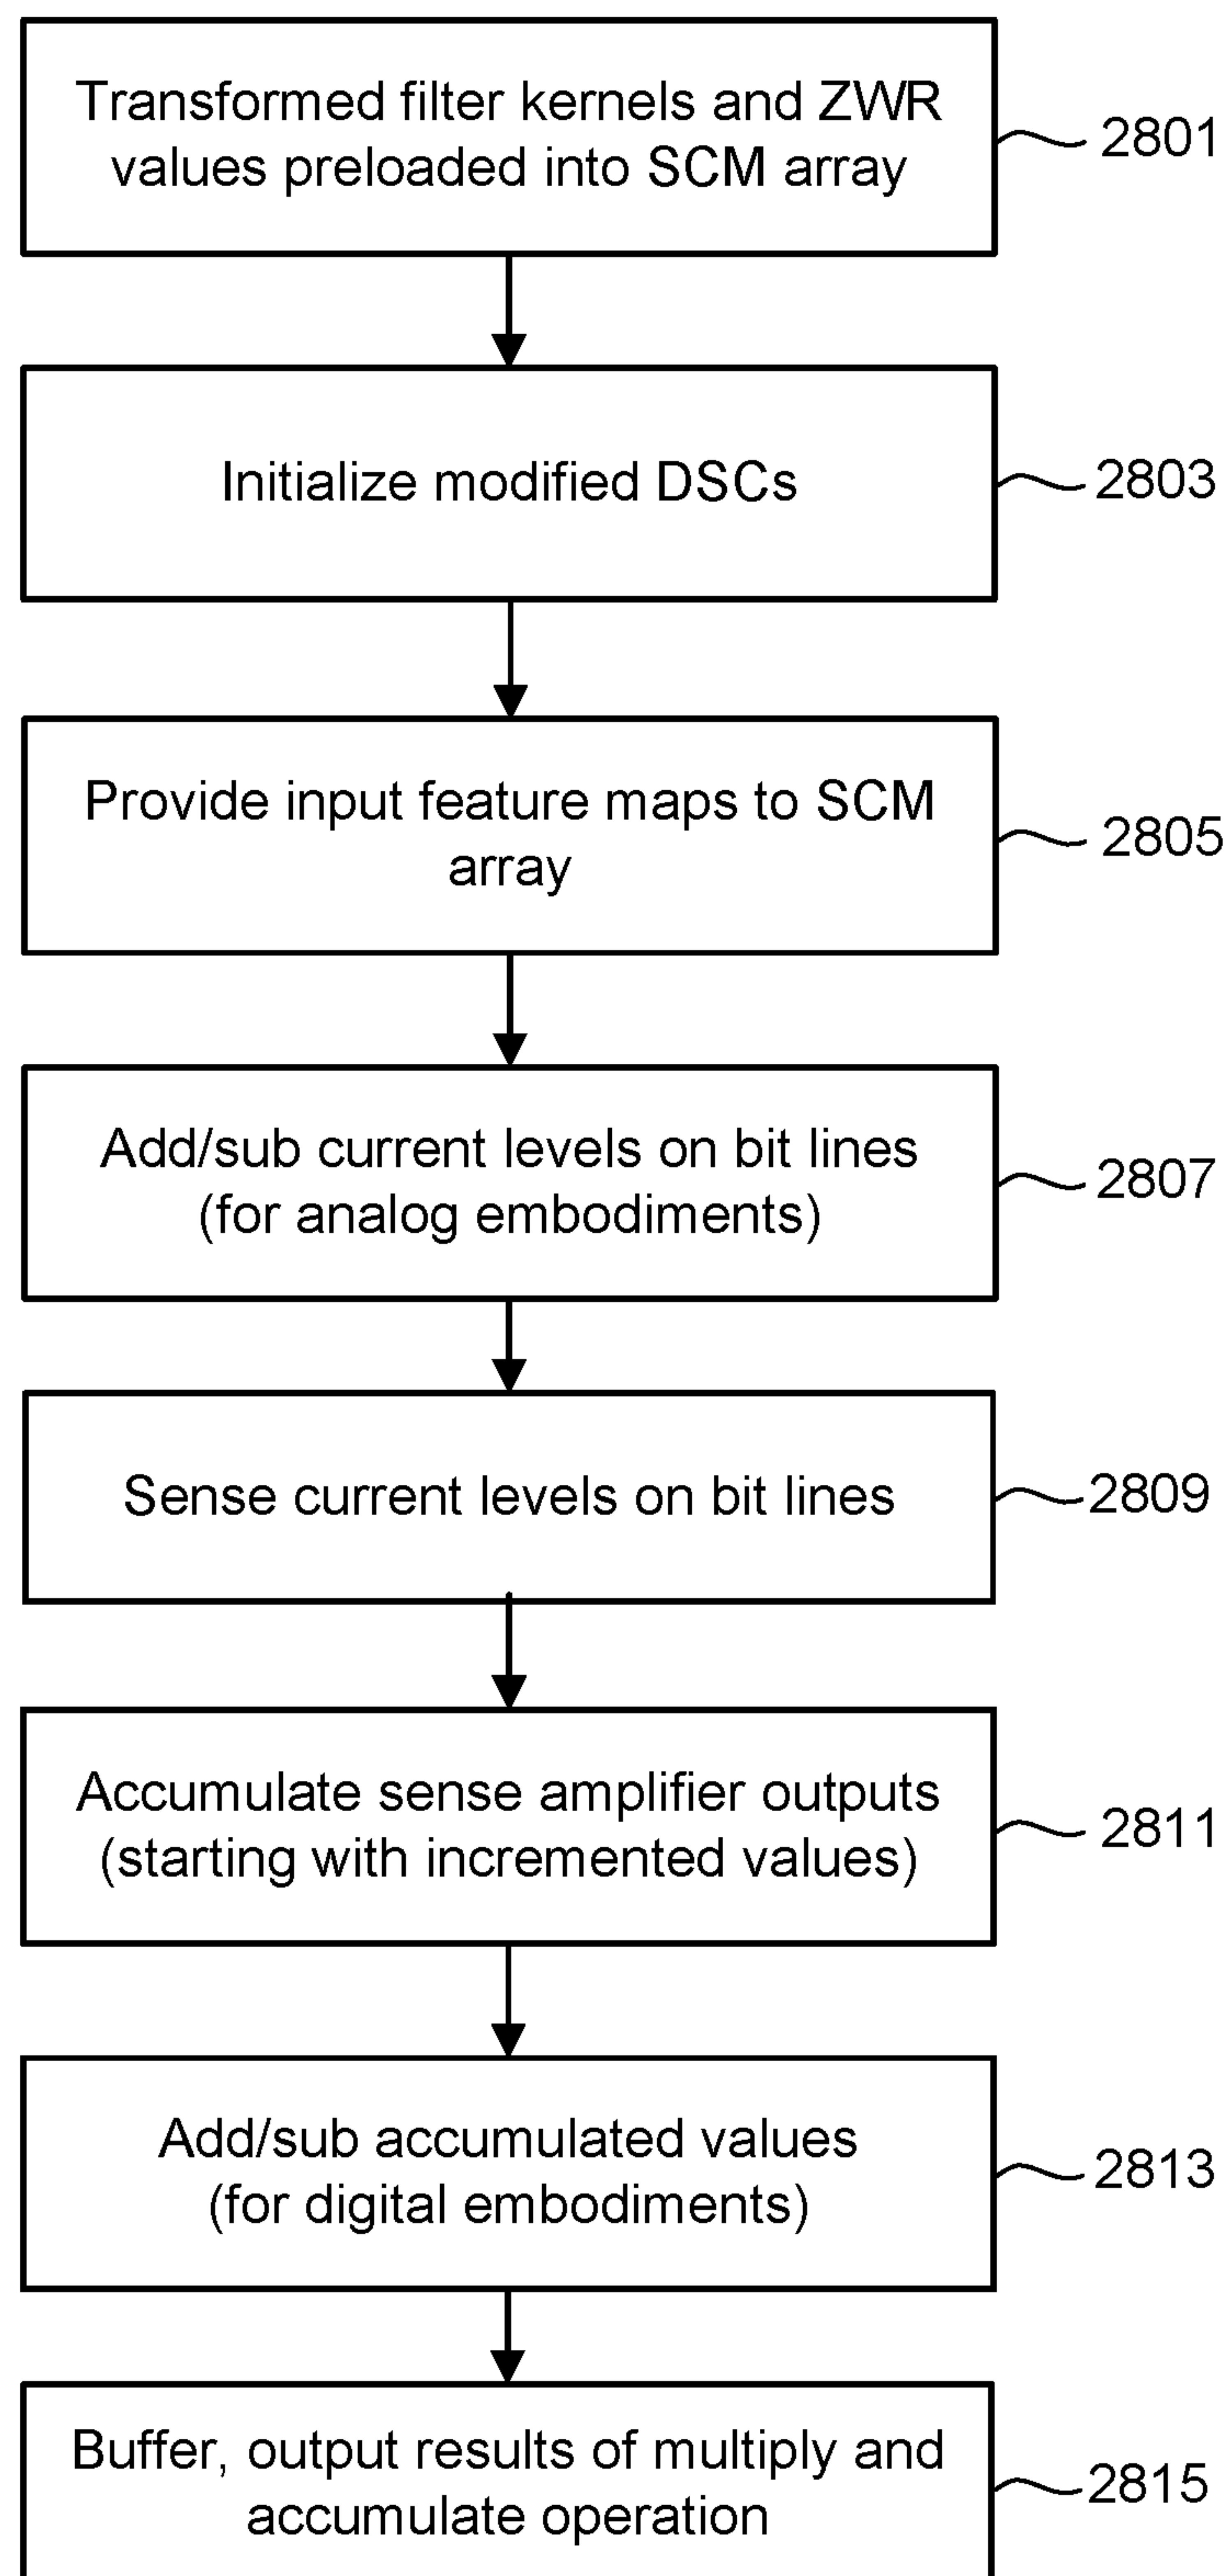 Transformed filter kernels and ZWR
values preloaded into SCM array
2801
Initialize modified DSCs
2803
Provide input feature maps to SCM
array
2805
Add/sub current levels on bit lines
(for analog embodiments)
2807
Sense current levels on bit lines
2809
Accumulate sense amplifier outputs
(starting with incremented values)
2811
Add/sub accumulated values
(for digital embodiments)
2813
Buffer, output results of multiply and
accumulate operation
2815